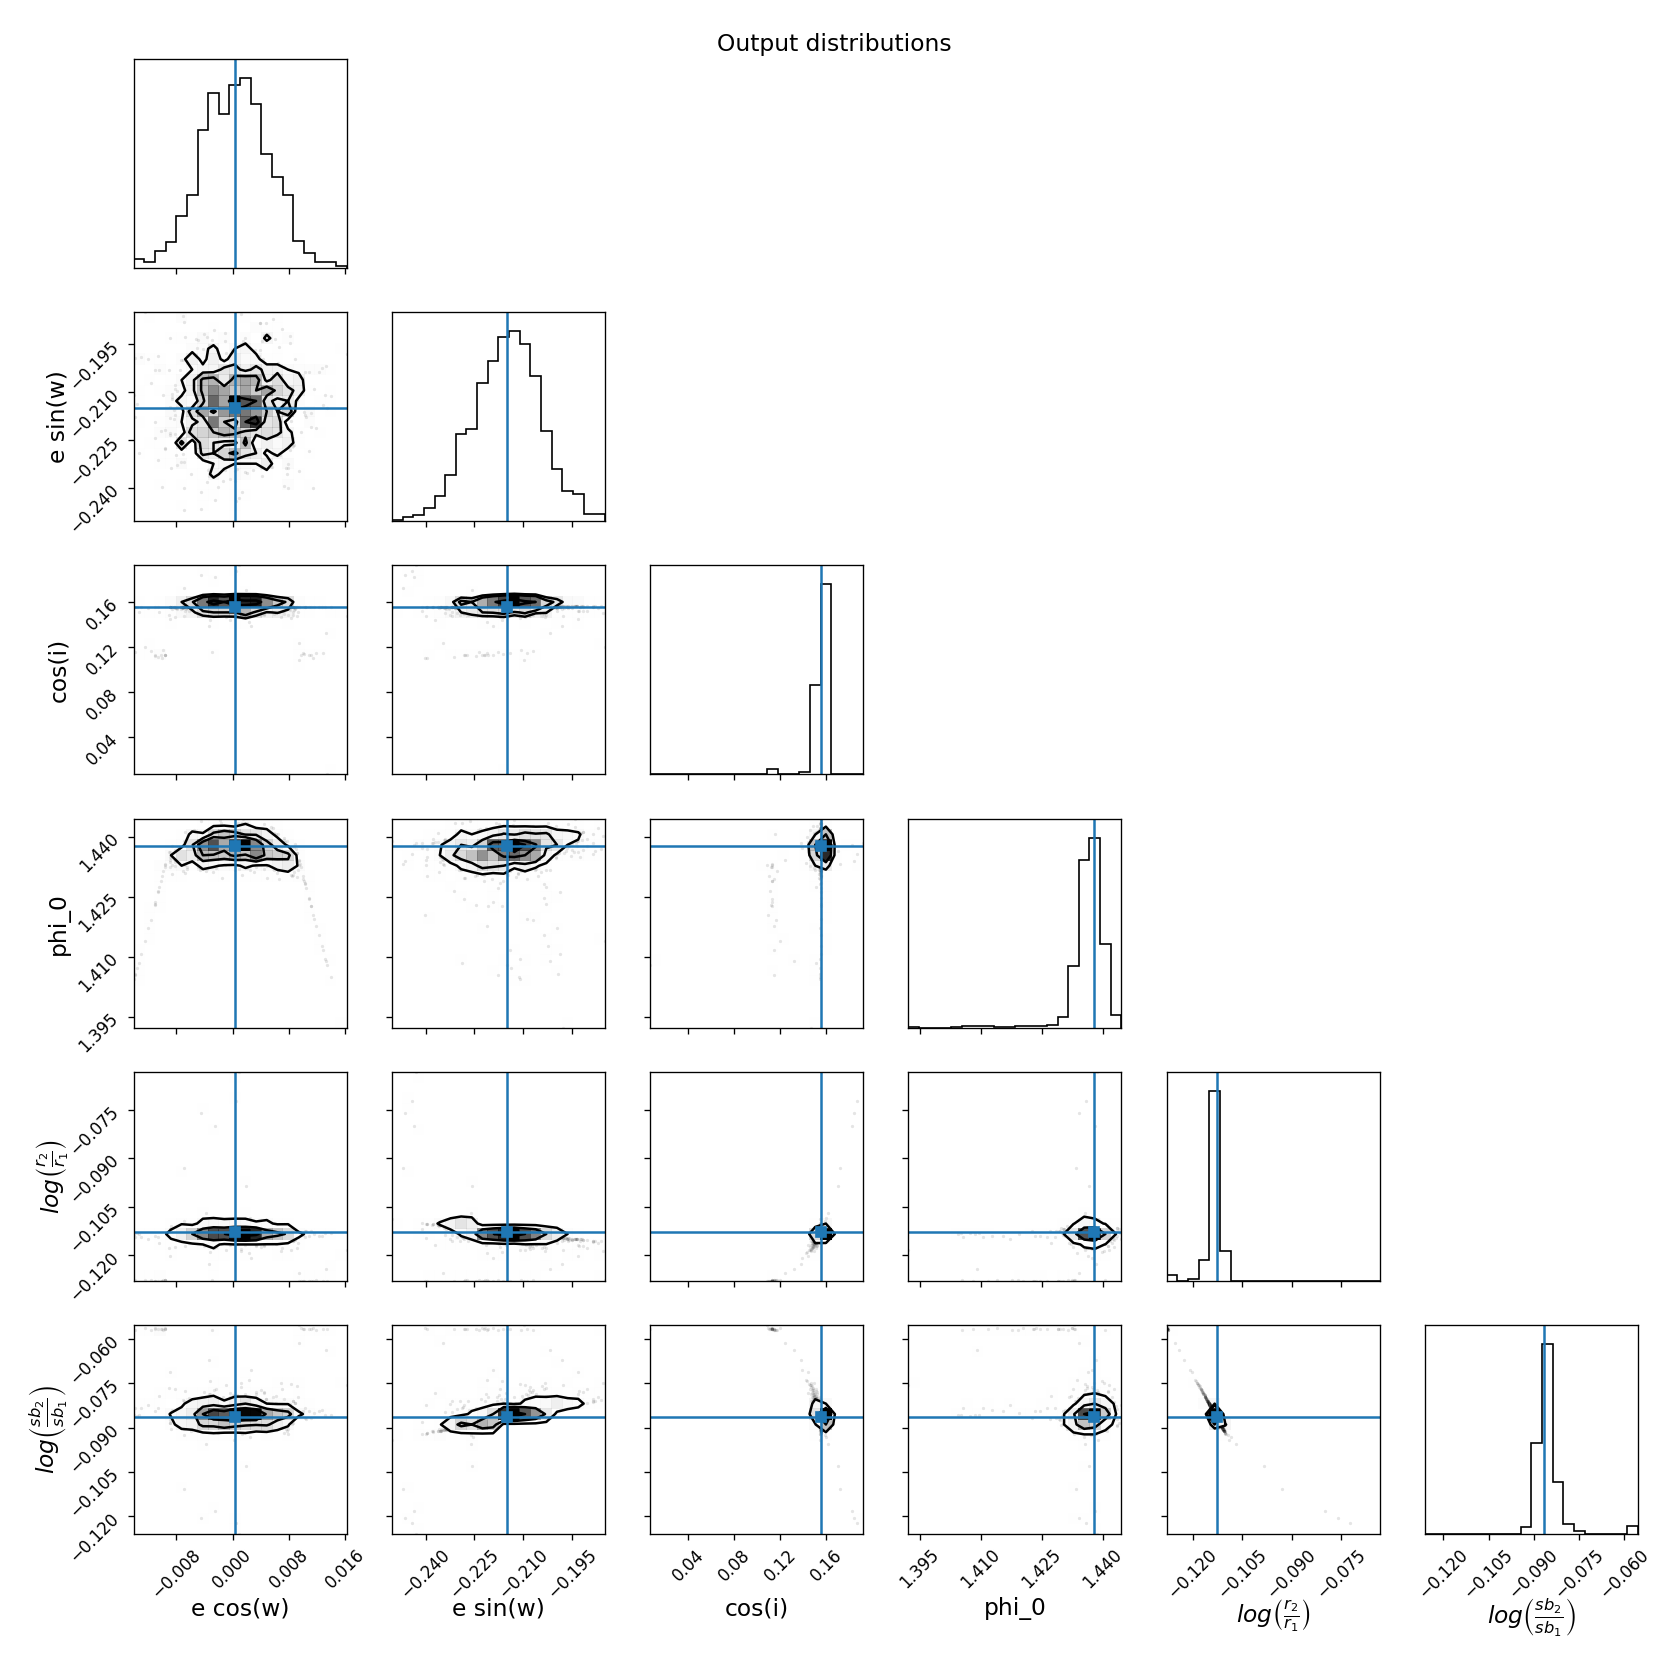 Output distributions
e sin(w)
−0.195
−0.210
−0.225
−0.240
cos(i)
0.16
0.12
0.08
0.04
phi_0
1.440
1.425
1.410
1.395
log(r₂/r₁)
−0.075
−0.090
−0.105
−0.120
log(sb₂/sb₁)
−0.060
−0.075
−0.090
−0.105
−0.120
−0.008 0.000 0.008 0.016
−0.240 −0.225 −0.210 −0.195
0.04 0.08 0.12 0.16
1.395 1.410 1.425 1.440
−0.120 −0.105 −0.090 −0.075
−0.120 −0.105 −0.090 −0.075 −0.060
e cos(w) e sin(w) cos(i) phi_0 log(r₂/r₁) log(sb₂/sb₁)